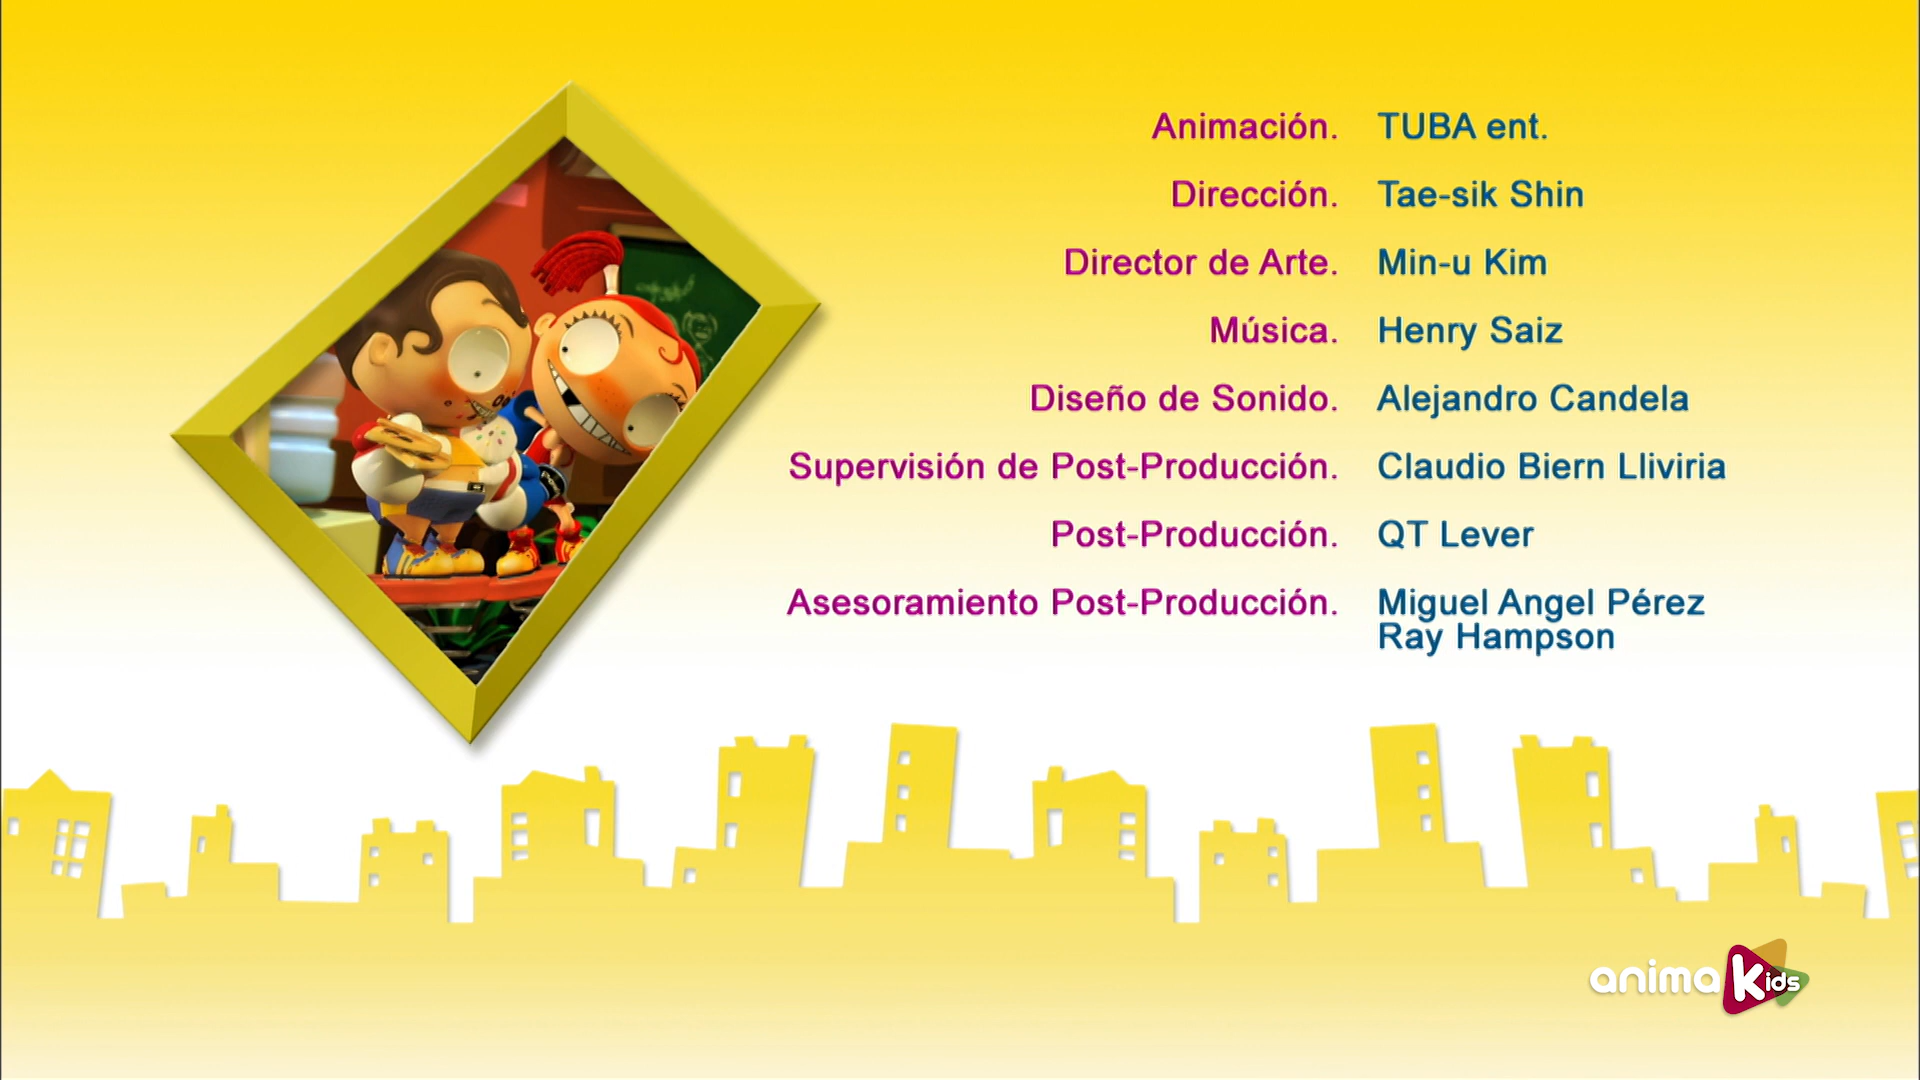 Animación. TUBA ent.
Dirección. Tae-sik Shin
Director de Arte. Min-u Kim
Música. Henry Saiz
Diseño de Sonido. Alejandro Candela
Supervisión de Post-Producción. Claudio Biern Lliviria
Post-Producción. QT Lever
Asesoramiento Post-Producción. Miguel Angel Pérez
Ray Hampson
anima Kids